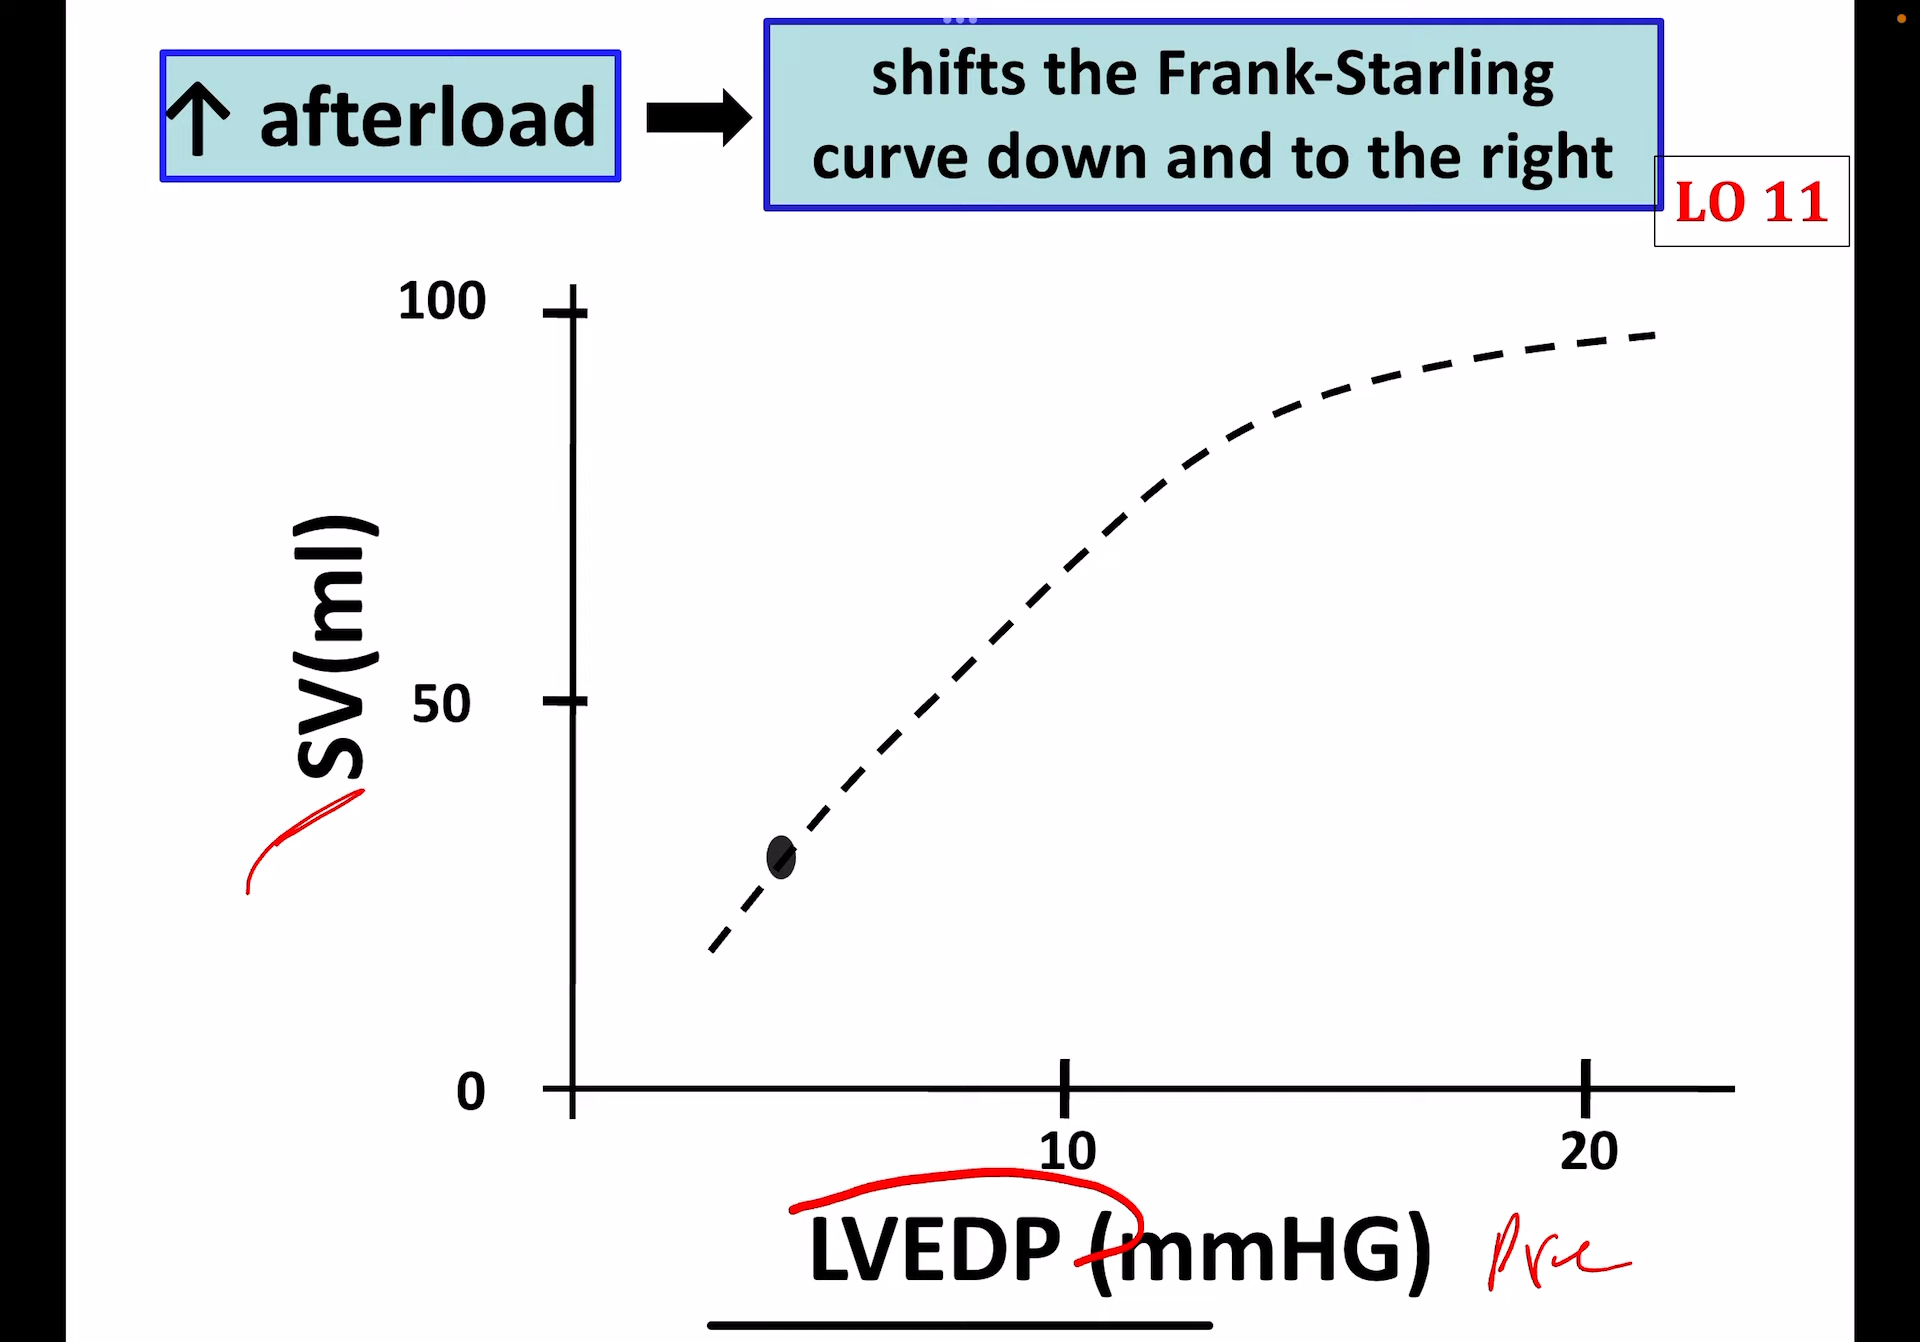 ↑ afterload
shifts the Frank-Starling
curve down and to the right
LO 11
100
SV(ml)
50
0
10
20
LVEDP (mmHG)
Pre